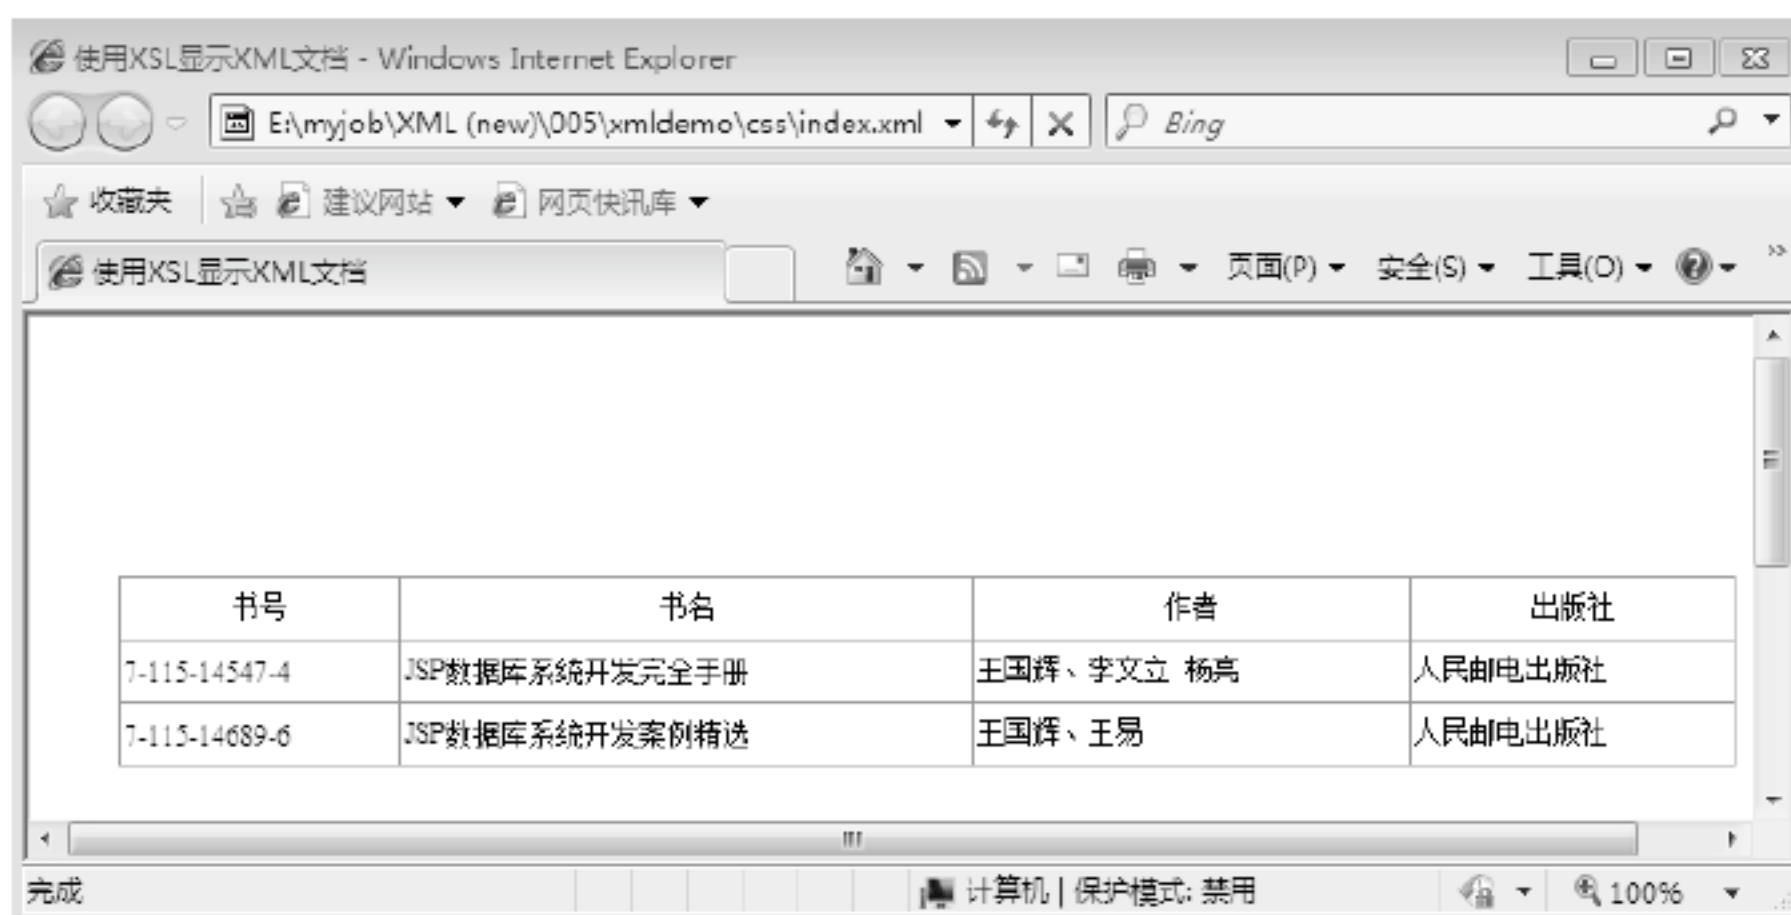 使用XSL显示XML文档 - Windows Internet Explorer
E:\myjob\XML (new)\005\xmldemo\css\index.xml Bing
收藏夹 建议网站 网页快讯库
使用XSL显示XML文档 页面(P) 安全(S) 工具(O)
书号 书名 作者 出版社
7-115-14547-4 JSP数据库系统开发完全手册 王国辉、李文立 杨亮 人民邮电出版社
7-115-14689-6 JSP数据库系统开发案例精选 王国辉、王易 人民邮电出版社
完成 计算机 | 保护模式: 禁用 100%